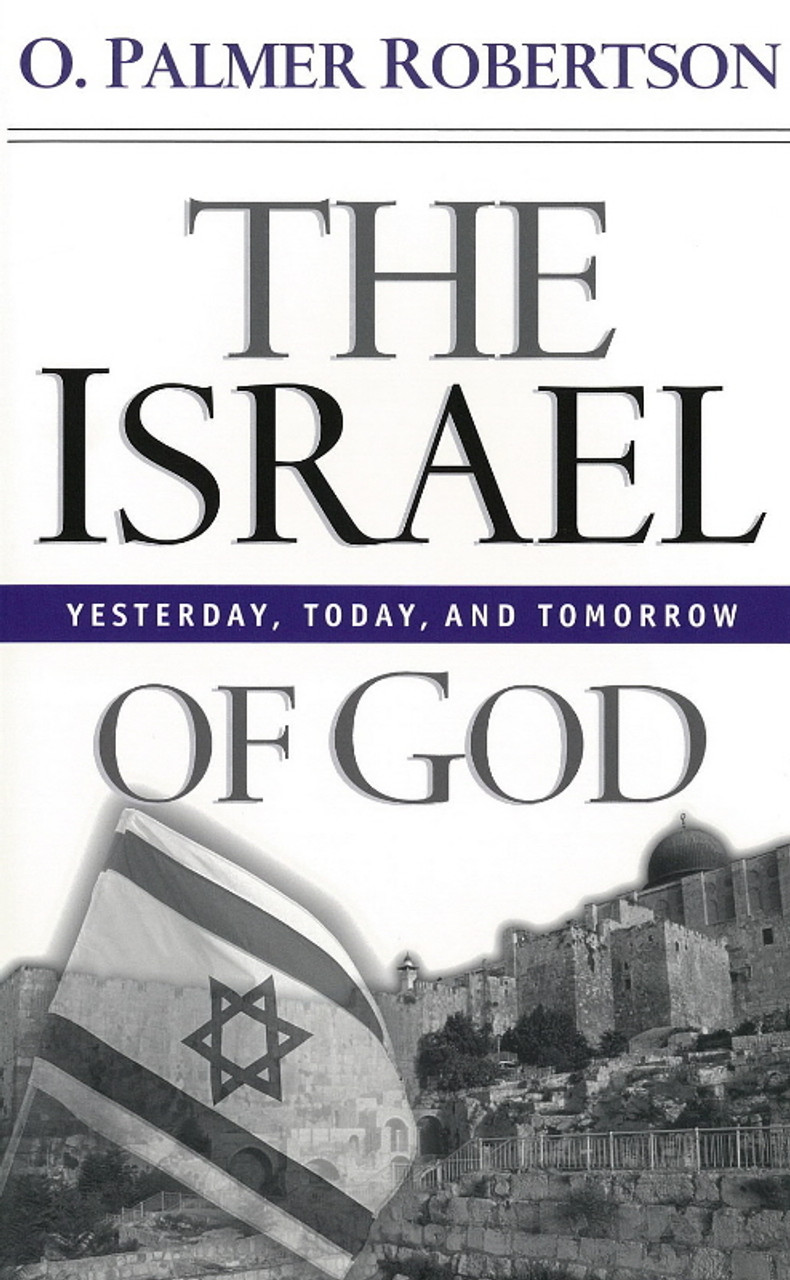 O. PALMER ROBERTSON
THE
ISRAEL
YESTERDAY, TODAY, AND TOMORROW
OF GOD